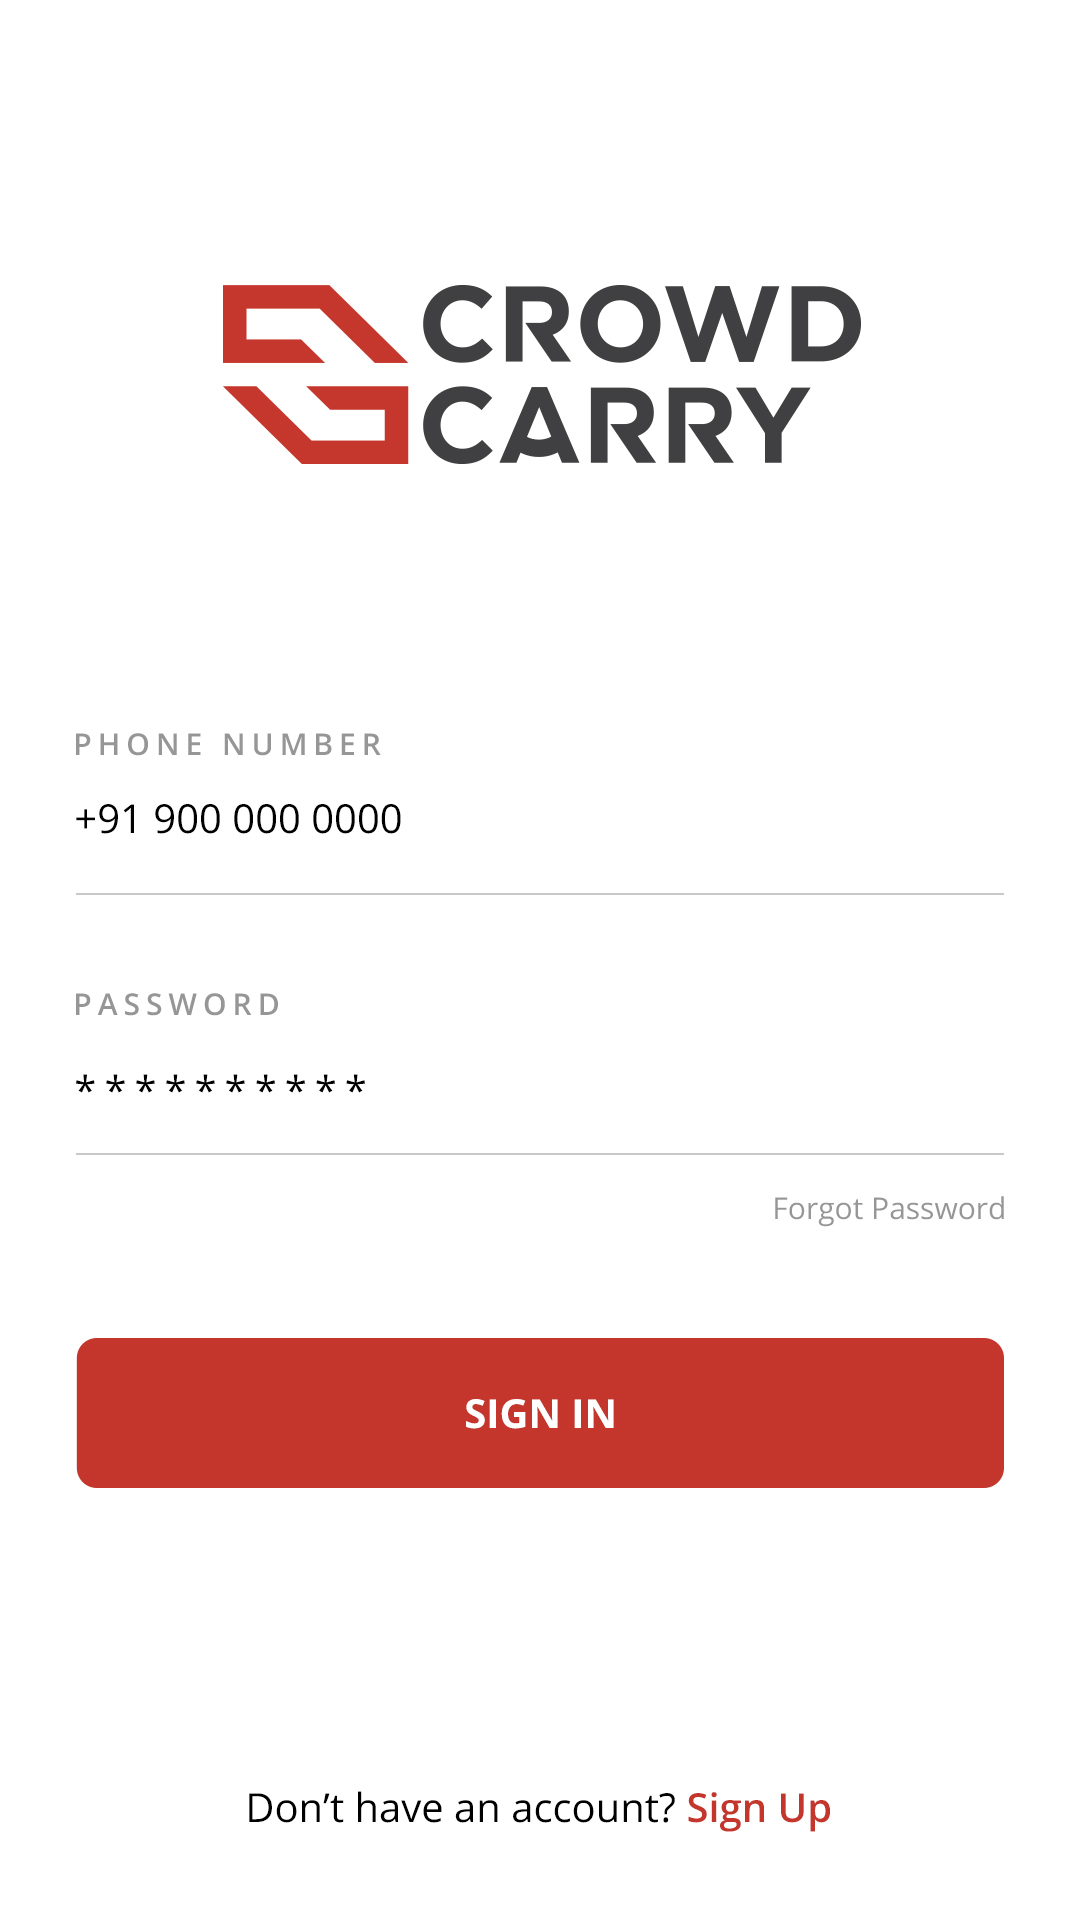 CROWD
CARRY
PHONE NUMBER
+91 900 000 0000
PASSWORD
**********
Forgot Password
SIGN IN
Don’t have an account? Sign Up